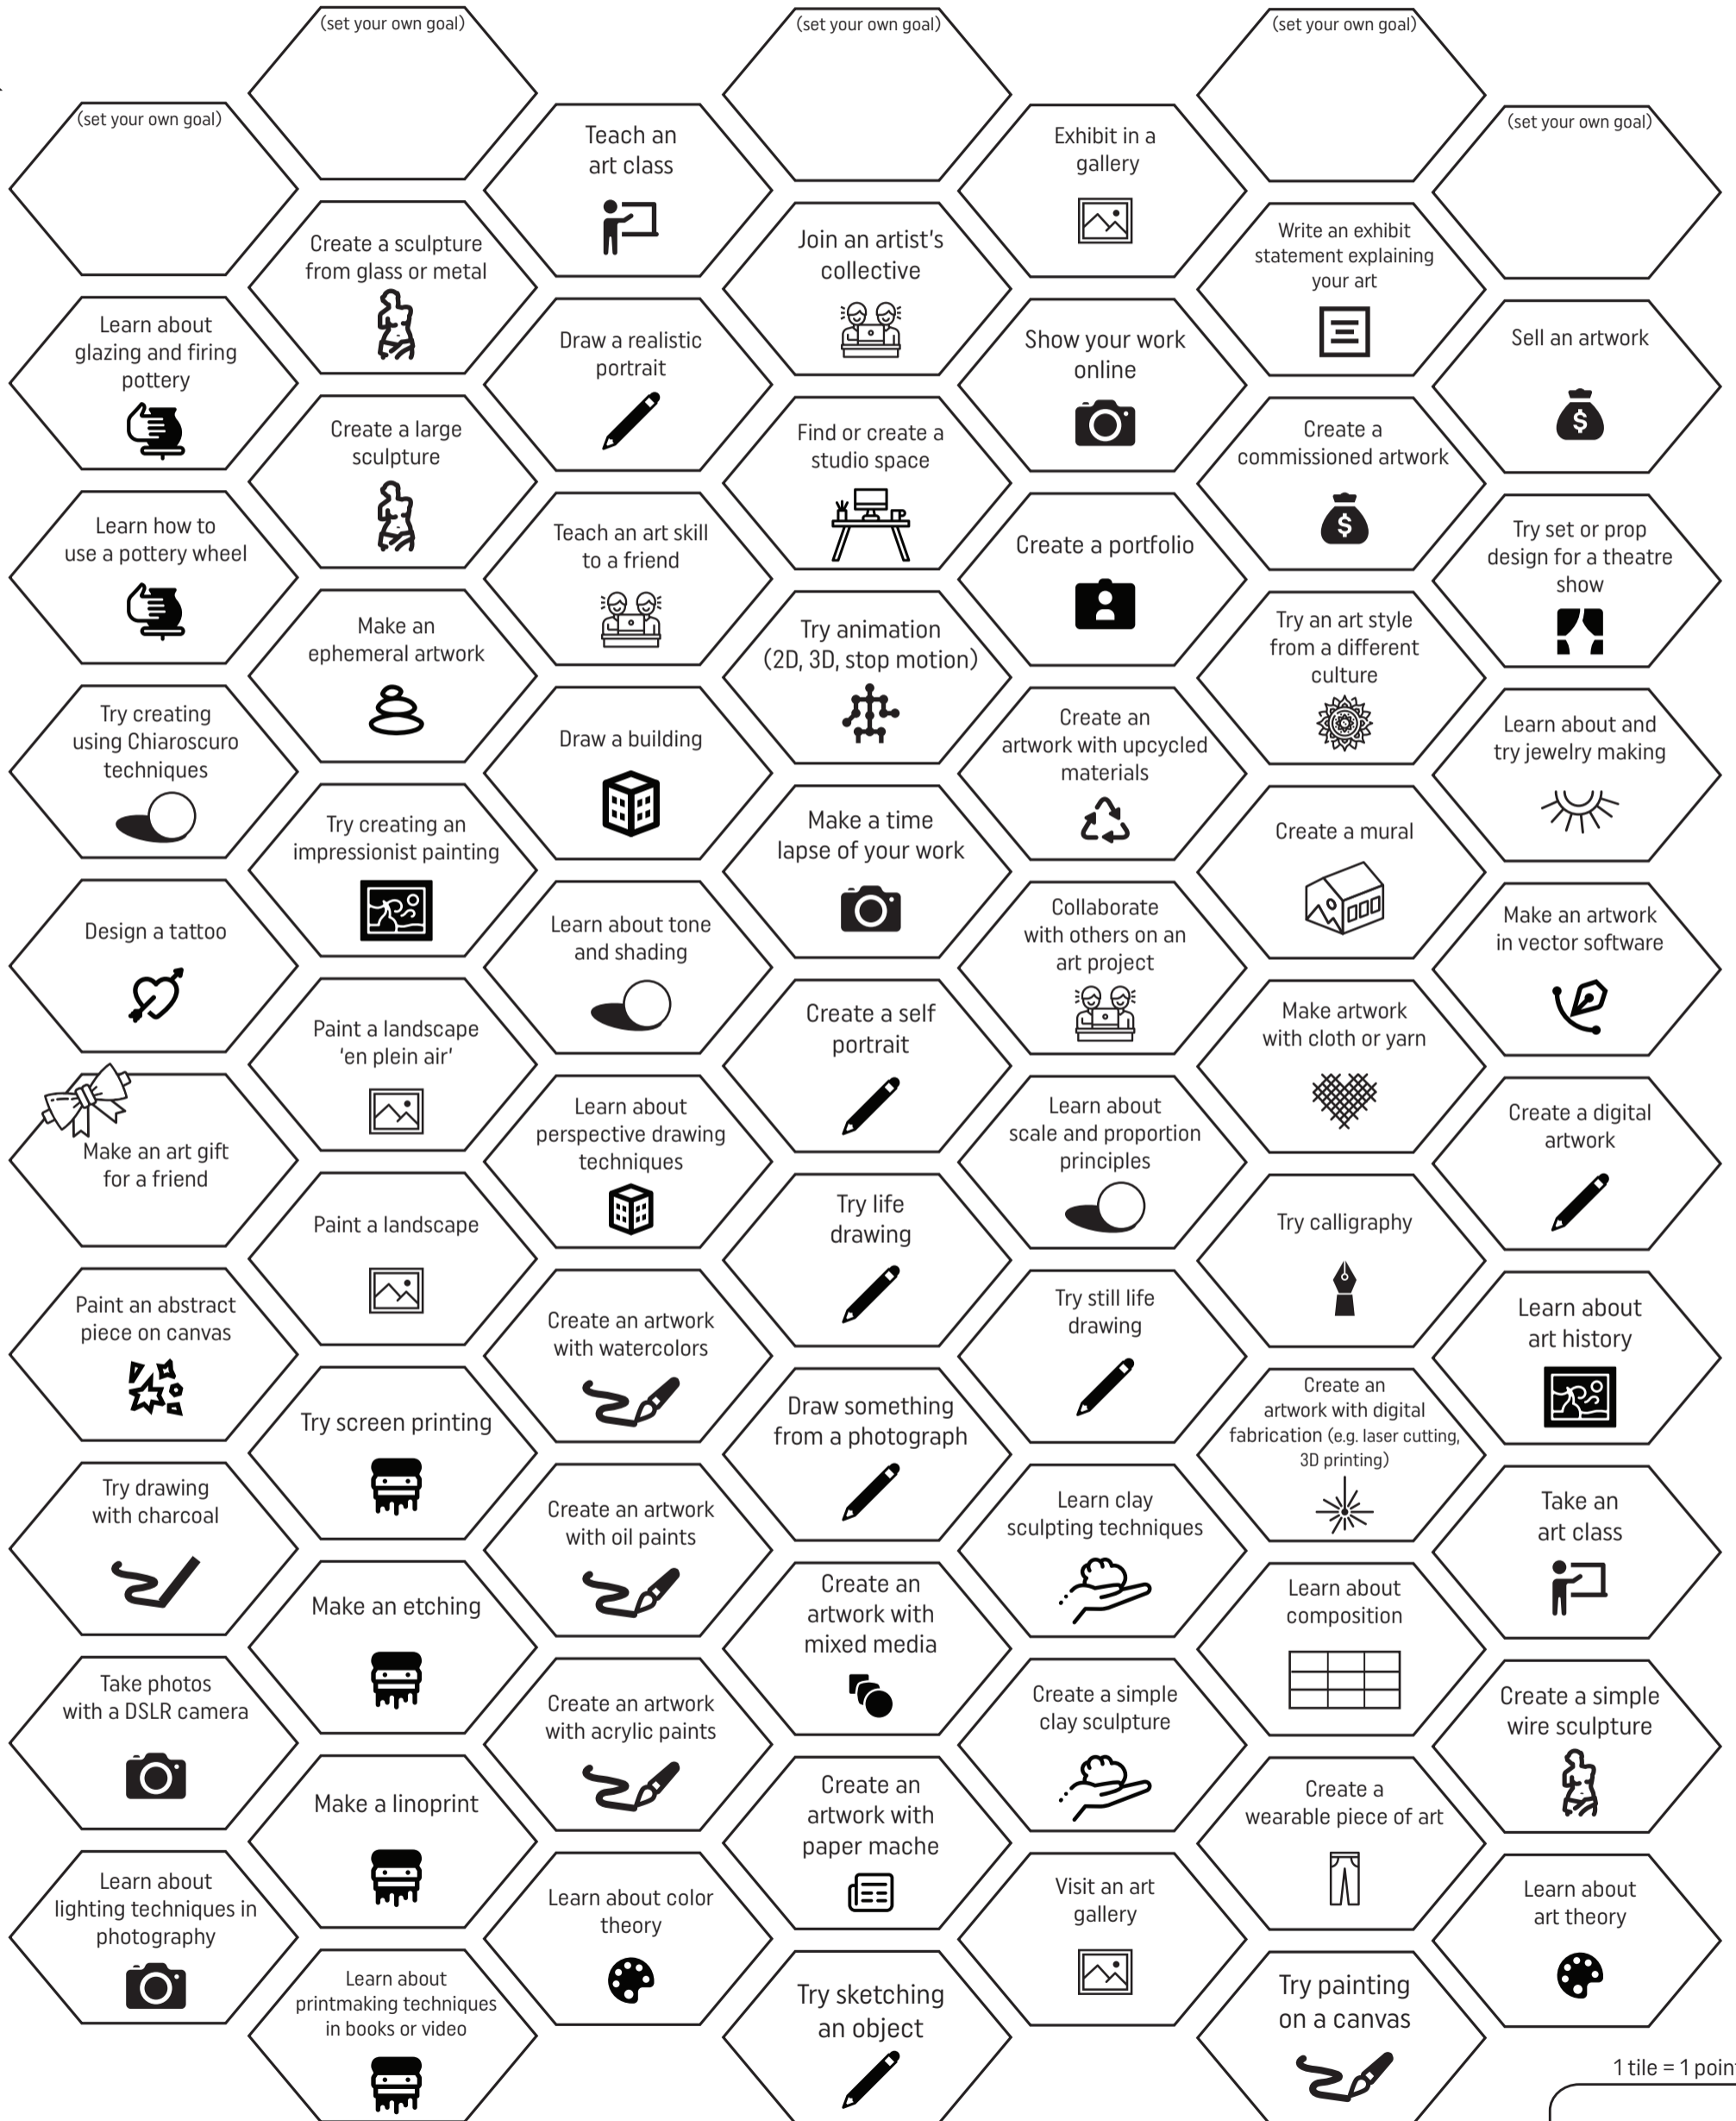 (set your own goal)
(set your own goal)
(set your own goal)
(set your own goal)
(set your own goal)
Teach an
art class
Exhibit in a
gallery
Create a sculpture
from glass or metal
Join an artist's
collective
Write an exhibit
statement explaining
your art
Learn about
glazing and firing
pottery
Draw a realistic
portrait
Show your work
online
Sell an artwork
$
Create a large
sculpture
Find or create a
studio space
Create a
commissioned artwork
$
Learn how to
use a pottery wheel
Teach an art skill
to a friend
Create a portfolio
Try set or prop
design for a theatre
show
Make an
ephemeral artwork
Try animation
(2D, 3D, stop motion)
Try an art style
from a different
culture
Try creating
using Chiaroscuro
techniques
Draw a building
Create an
artwork with upcycled
materials
Learn about and
try jewelry making
Try creating an
impressionist painting
Make a time
lapse of your work
Create a mural
Design a tattoo
Learn about tone
and shading
Collaborate
with others on an
art project
Make an artwork
in vector software
Paint a landscape
'en plein air'
Create a self
portrait
Make artwork
with cloth or yarn
Make an art gift
for a friend
Learn about
perspective drawing
techniques
Learn about
scale and proportion
principles
Create a digital
artwork
Paint a landscape
Try life
drawing
Try calligraphy
Paint an abstract
piece on canvas
Create an artwork
with watercolors
Try still life
drawing
Learn about
art history
Try screen printing
Draw something
from a photograph
Create an
artwork with digital
fabrication (e.g. laser cutting,
3D printing)
Try drawing
with charcoal
Create an artwork
with oil paints
Learn clay
sculpting techniques
Take an
art class
Make an etching
Create an
artwork with
mixed media
Learn about
composition
Take photos
with a DSLR camera
Create an artwork
with acrylic paints
Create a simple
clay sculpture
Create a simple
wire sculpture
Make a linoprint
Create an
artwork with
paper mache
Create a
wearable piece of art
Learn about
lighting techniques in
photography
Learn about color
theory
Visit an art
gallery
Learn about
art theory
Learn about
printmaking techniques
in books or video
Try sketching
an object
Try painting
on a canvas
1 tile = 1 poin